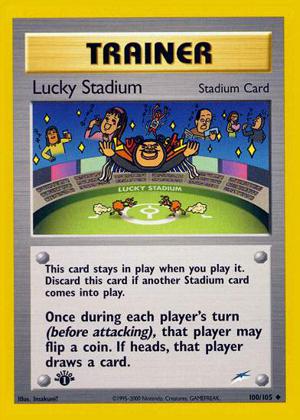 TRAINER
Lucky Stadium Stadium Card
LUCKY STADIUM
This card stays in play when you play it.
Discard this card if another Stadium card
comes into play.
Once during each player's turn
(before attacking), that player may
flip a coin. If heads, that player
draws a card.
EDITION
1
Illus. Imakuni? ©1995-2000 Nintendo, Creatures, GAMEFREAK. 100/105 ◆